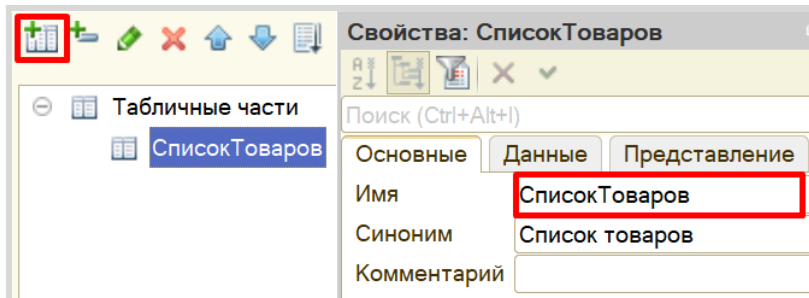 Свойства: СписокТоваров
Поиск (Ctrl+Alt+I)
Табличные части
СписокТоваров
Основные Данные Представление
Имя СписокТоваров
Синоним Список товаров
Комментарий